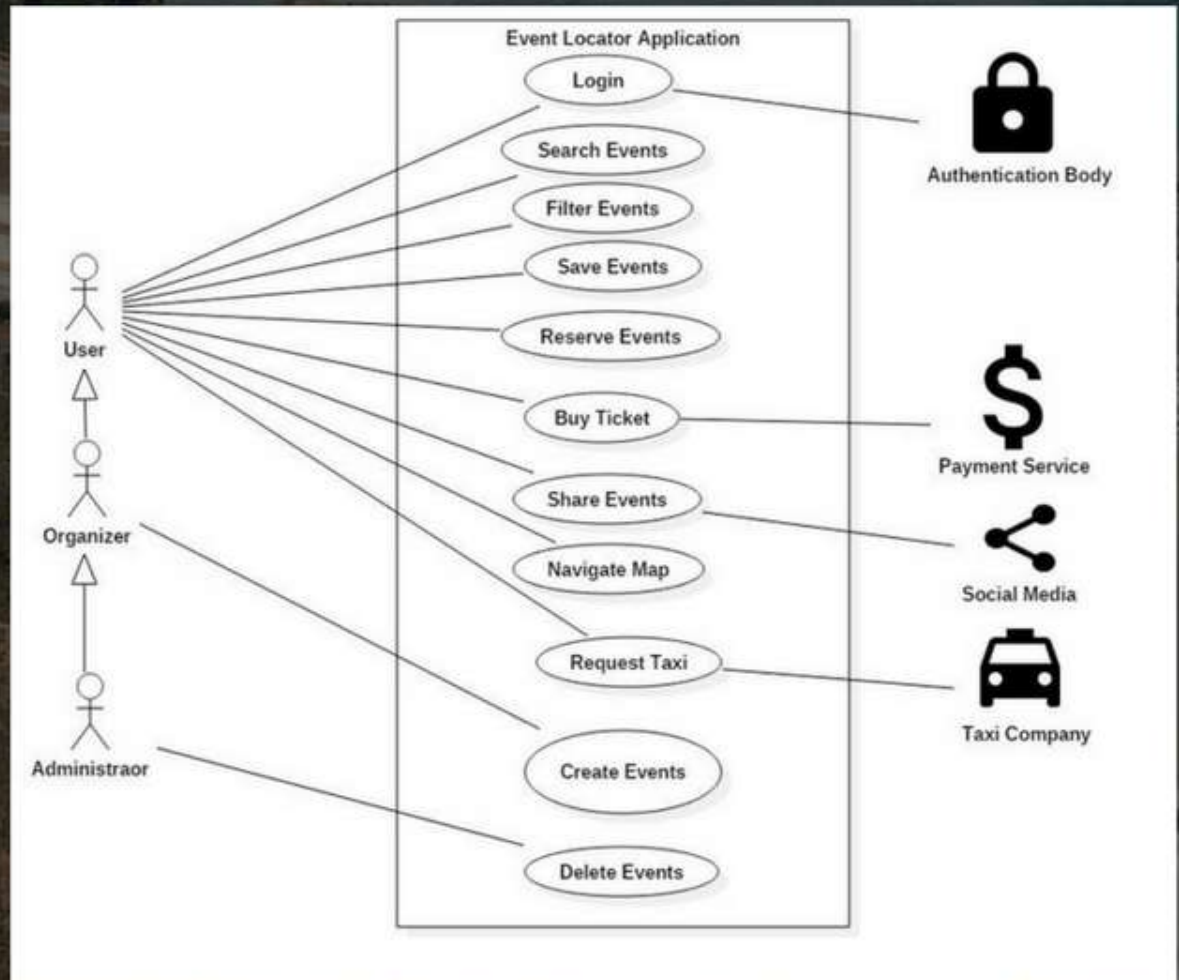 Event Locator Application
Login
Search Events
Filter Events
Save Events
Reserve Events
Buy Ticket
Share Events
Navigate Map
Request Taxi
Create Events
Delete Events
User
Organizer
Administraor
Authentication Body
Payment Service
Social Media
Taxi Company